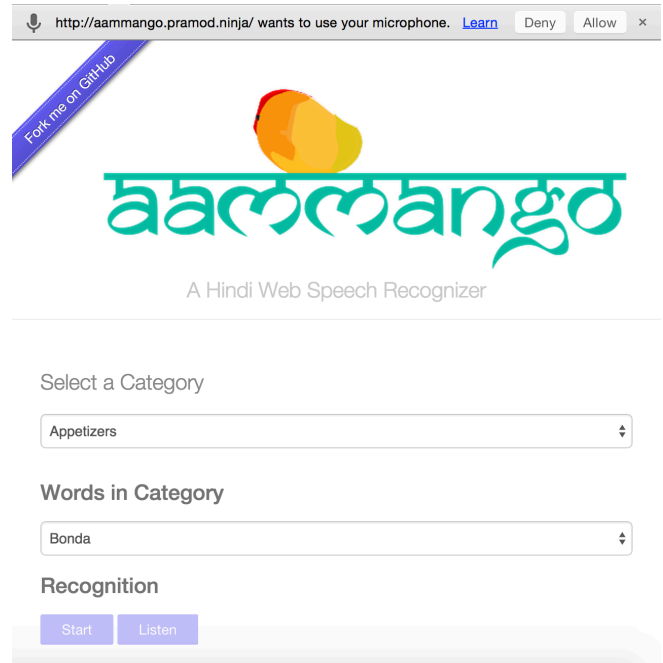 http://aammango.pramod.ninja/ wants to use your microphone. Learn Deny Allow ×
Fork me on GitHub
aammango
A Hindi Web Speech Recognizer
Select a Category
Appetizers
Words in Category
Bonda
Recognition
Start Listen